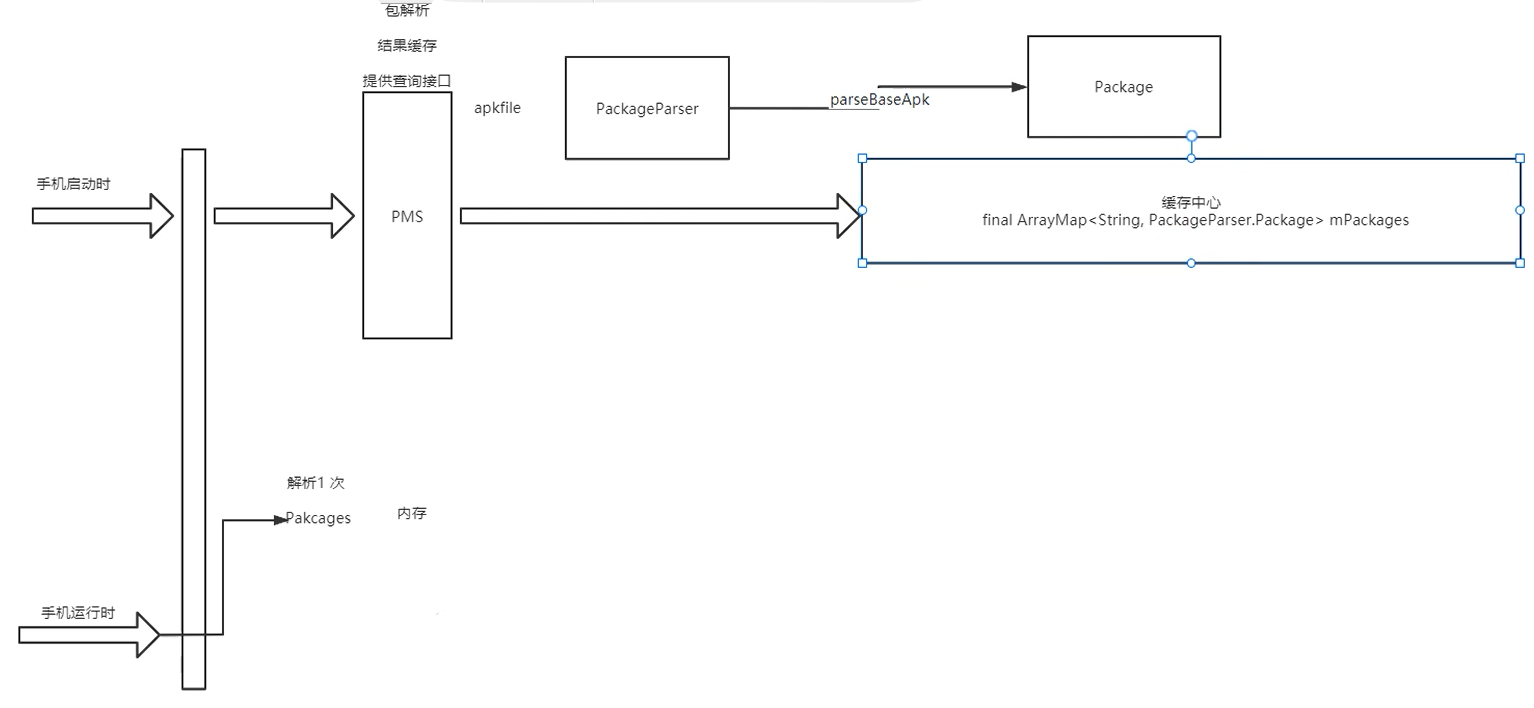 包解析
结果缓存
提供查询接口
apkfile
PackageParser
parseBaseApk
Package
手机启动时
PMS
缓存中心
final ArrayMap<String, PackageParser.Package> mPackages
解析1 次
Pakcages
内存
手机运行时